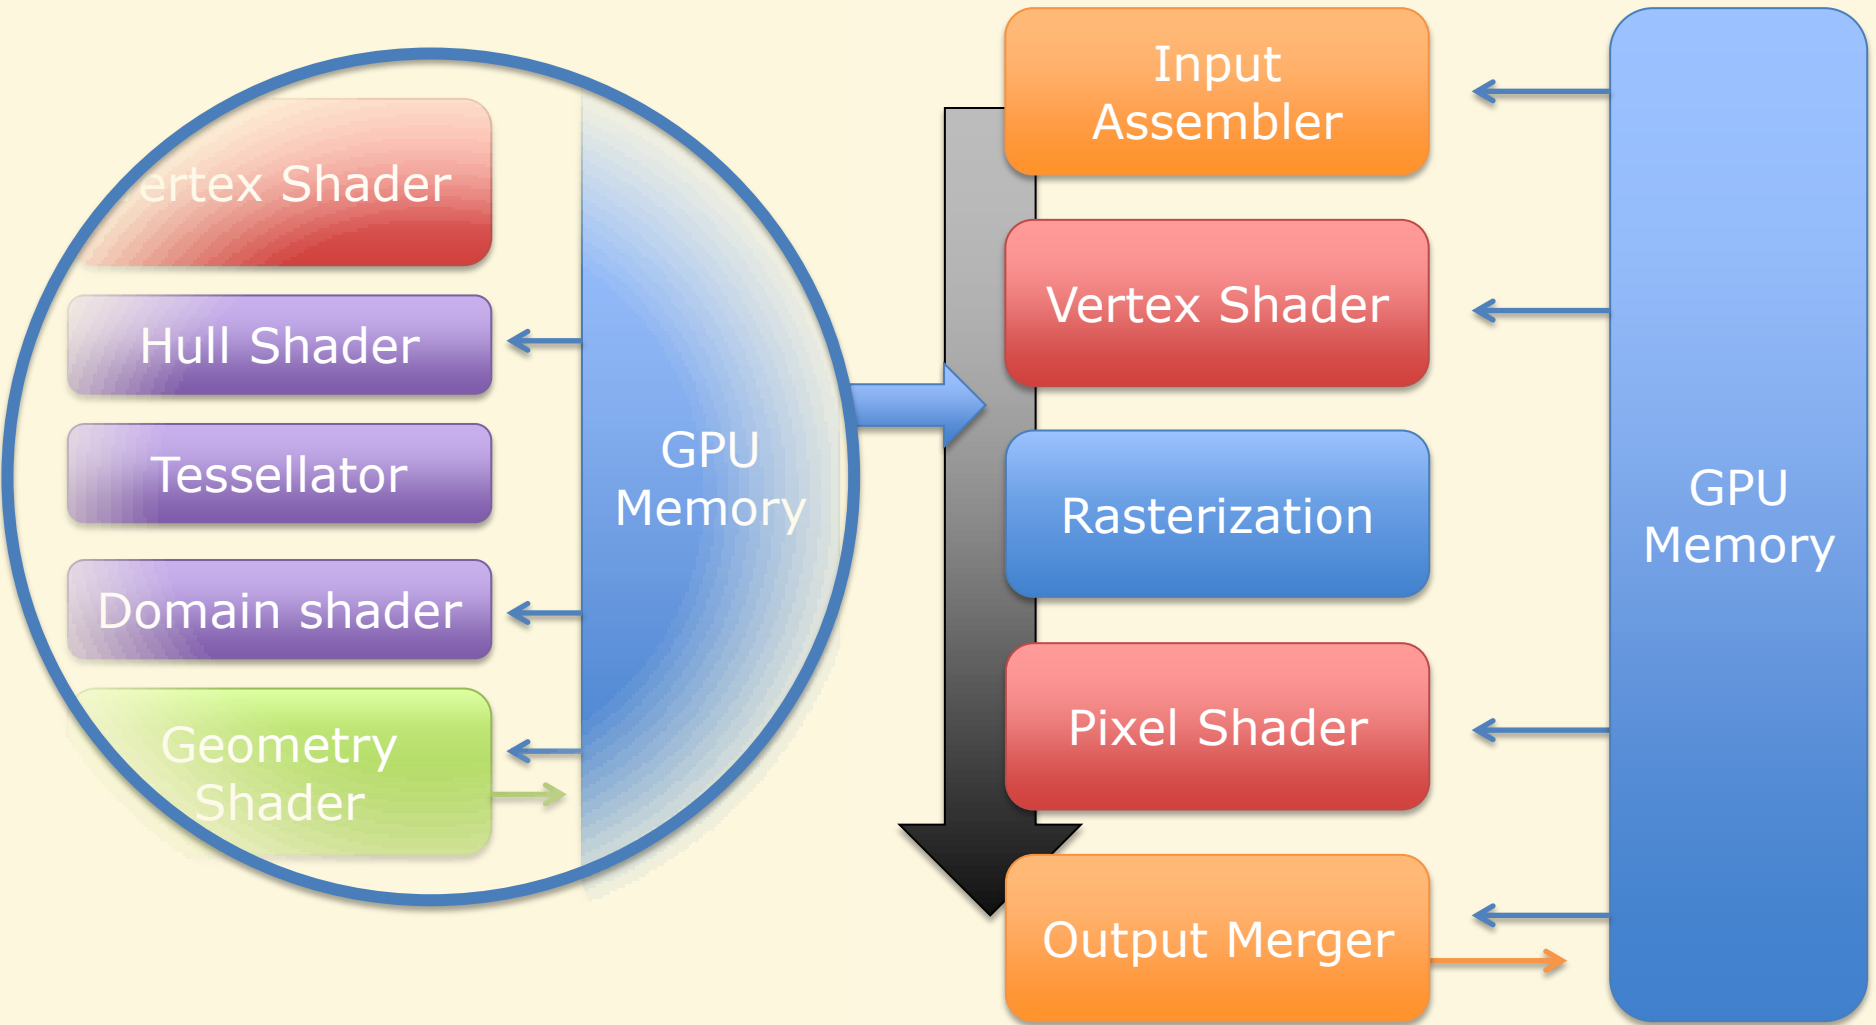 ertex Shader
Hull Shader
Tessellator
Domain shader
Geometry
Shader
GPU
Memory
Input
Assembler
Vertex Shader
Rasterization
Pixel Shader
Output Merger
GPU
Memory